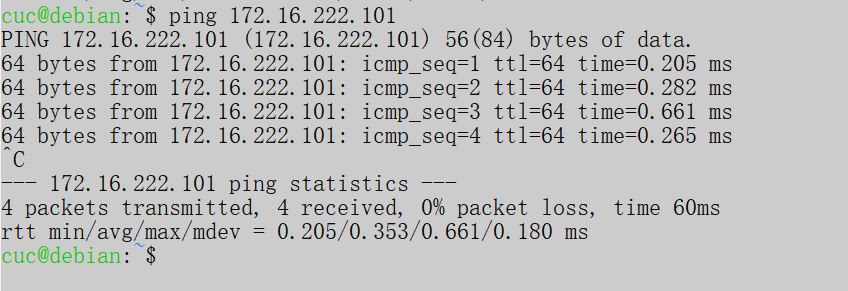 cuc@debian:~$ ping 172.16.222.101
PING 172.16.222.101 (172.16.222.101) 56(84) bytes of data.
64 bytes from 172.16.222.101: icmp_seq=1 ttl=64 time=0.205 ms
64 bytes from 172.16.222.101: icmp_seq=2 ttl=64 time=0.282 ms
64 bytes from 172.16.222.101: icmp_seq=3 ttl=64 time=0.661 ms
64 bytes from 172.16.222.101: icmp_seq=4 ttl=64 time=0.265 ms
^C
--- 172.16.222.101 ping statistics ---
4 packets transmitted, 4 received, 0% packet loss, time 60ms
rtt min/avg/max/mdev = 0.205/0.353/0.661/0.180 ms
cuc@debian:~$